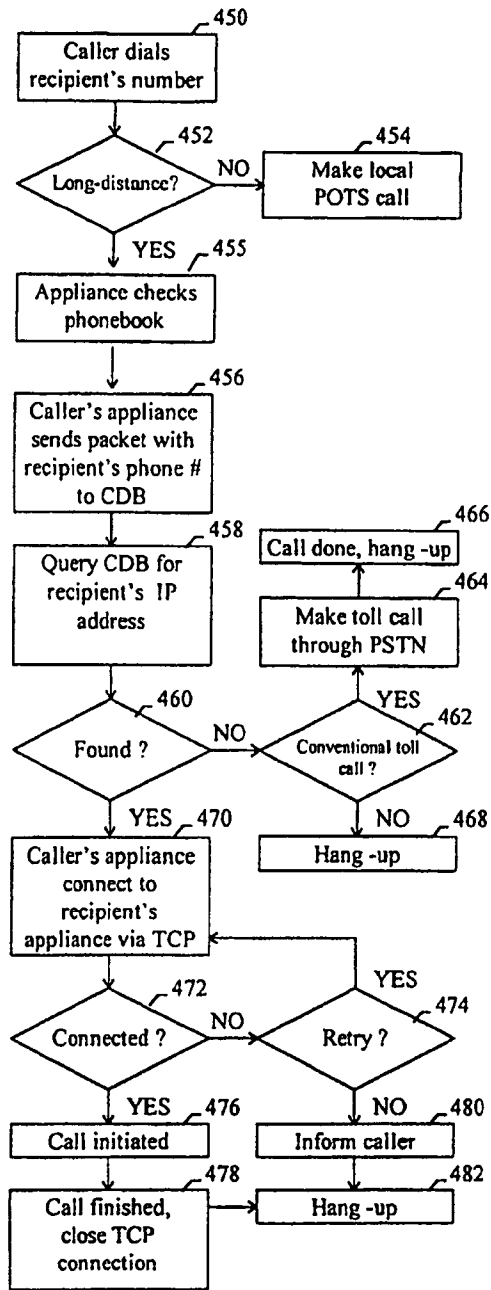 450
Caller dials
recipient's number
452
Long-distance?
NO
454
Make local
POTS call
YES
455
Appliance checks
phonebook
456
Caller's appliance
sends packet with
recipient's phone #
to CDB
458
Query CDB for
recipient's IP
address
466
Call done, hang -up
464
Make toll call
through PSTN
YES
460
Found ?
NO
462
Conventional toll
call ?
YES
470
NO
468
Hang -up
Caller's appliance
connect to
recipient's
appliance via TCP
472
Connected ?
NO
YES
474
Retry ?
YES
476
Call initiated
NO
480
Inform caller
478
Call finished,
close TCP
connection
482
Hang -up